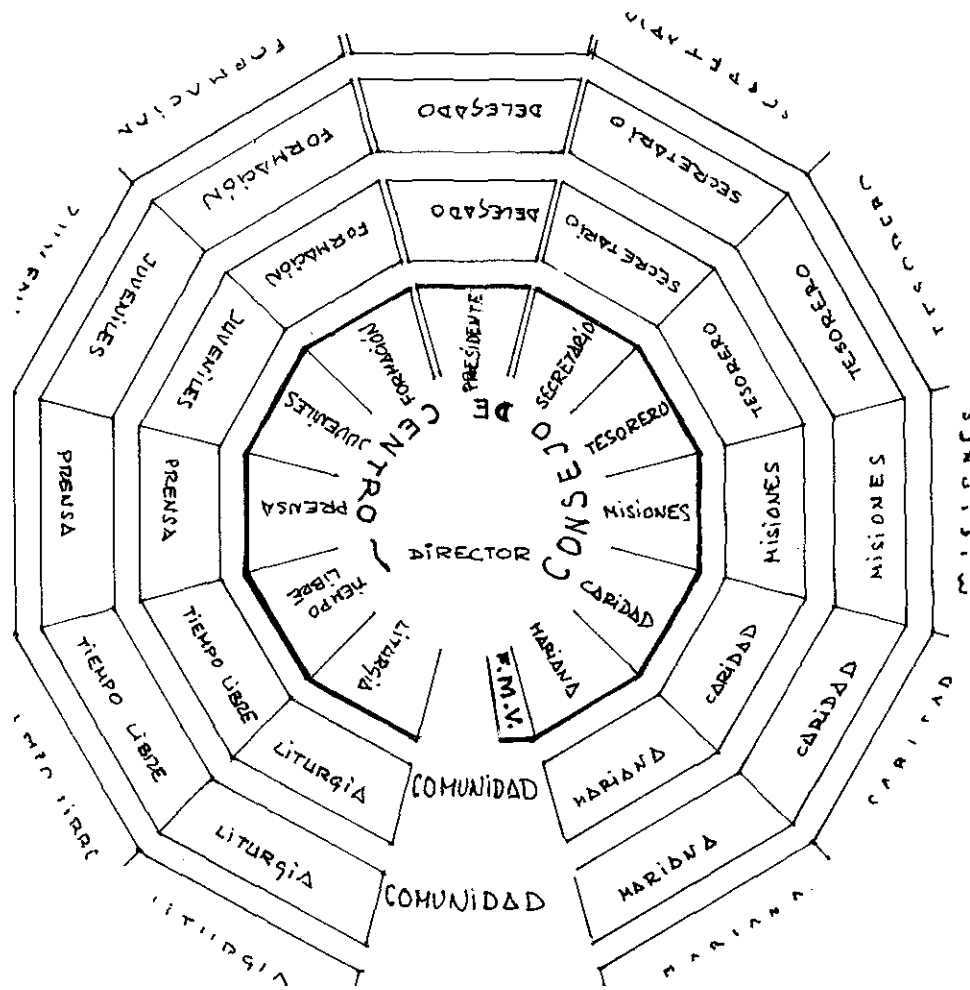 FORMACIÓN
DELEGADO
SECRETARIO
TESORERO
MISIONES
CARIDAD
MARIANA
COMUNIDAD
LITURGIA
TIEMPO LIBRE
PRENSA
JUVENILES
FORMACIÓN
DELEGADO
SECRETARIO
TESORERO
MISIONES
CARIDAD
MARIANA
COMUNIDAD
LITURGIA
TIEMPO LIBRE
PRENSA
JUVENILES
FORMACIÓN
PRESIDENTE
SECRETARIO
TESORERO
MISIONES
CARIDAD
MARIANA
F.M.V.
LITURGIA
TIEMPO
LIBRE
PRENSA
JUVENILES
CONSEJO DE CENTRO
DIRECTOR
CARIDAD
MARIANA